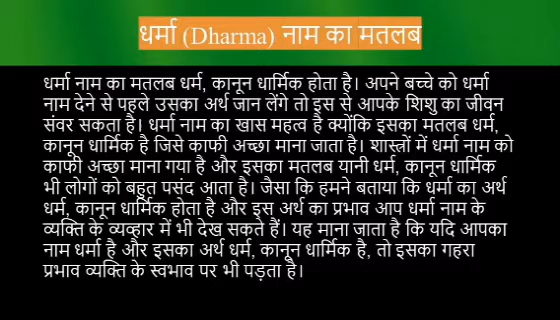 धर्मा (Dharma) नाम का मतलब
धर्मा नाम का मतलब धर्म, कानून धार्मिक होता है। अपने बच्चे को धर्मा
नाम देने से पहले उसका अर्थ जान लेंगे तो इस से आपके शिशु का जीवन
संवर सकता है। धर्मा नाम का खास महत्व है क्योंकि इसका मतलब धर्म,
कानून धार्मिक है जिसे काफी अच्छा माना जाता है। शास्त्रों में धर्मा नाम को
काफी अच्छा माना गया है और इसका मतलब यानी धर्म, कानून धार्मिक
भी लोगों को बहुत पसंद आता है। जैसा कि हमने बताया कि धर्मा का अर्थ
धर्म, कानून धार्मिक होता है और इस अर्थ का प्रभाव आप धर्मा नाम के
व्यक्ति के व्यव्हार में भी देख सकते हैं। यह माना जाता है कि यदि आपका
नाम धर्मा है और इसका अर्थ धर्म, कानून धार्मिक है, तो इसका गहरा
प्रभाव व्यक्ति के स्वभाव पर भी पड़ता है।